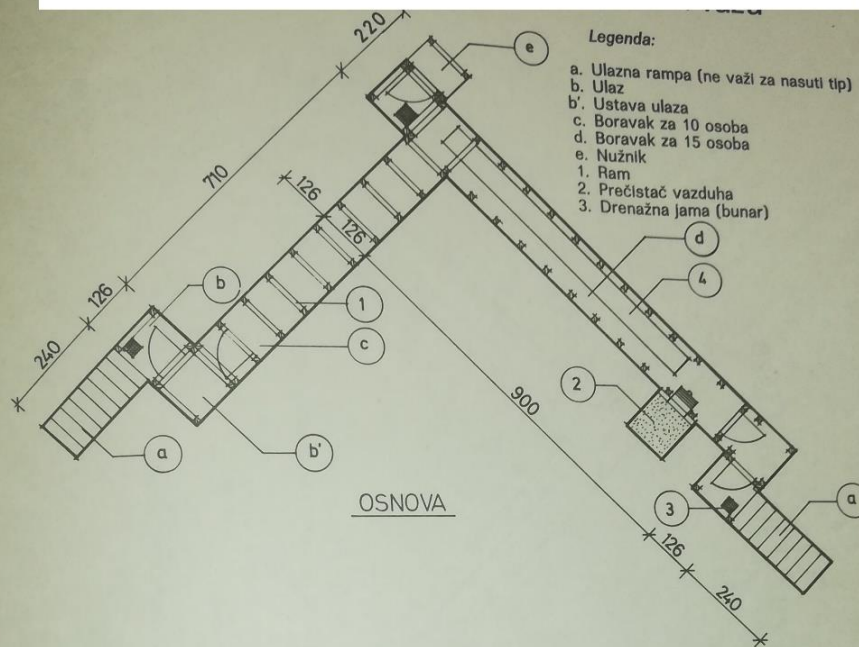 Legenda:
a. Ulazna rampa (ne važi za nasuti tip)
b. Ulaz
b'. Ustava ulaza
c. Boravak za 10 osoba
d. Boravak za 15 osoba
e. Nužnik
1. Ram
2. Prečistač vazduha
3. Drenažna jama (bunar)
220
e
710
126
126
d
4
b
126
1
240
c
2
900
a
b'
OSNOVA
3
a
126
240